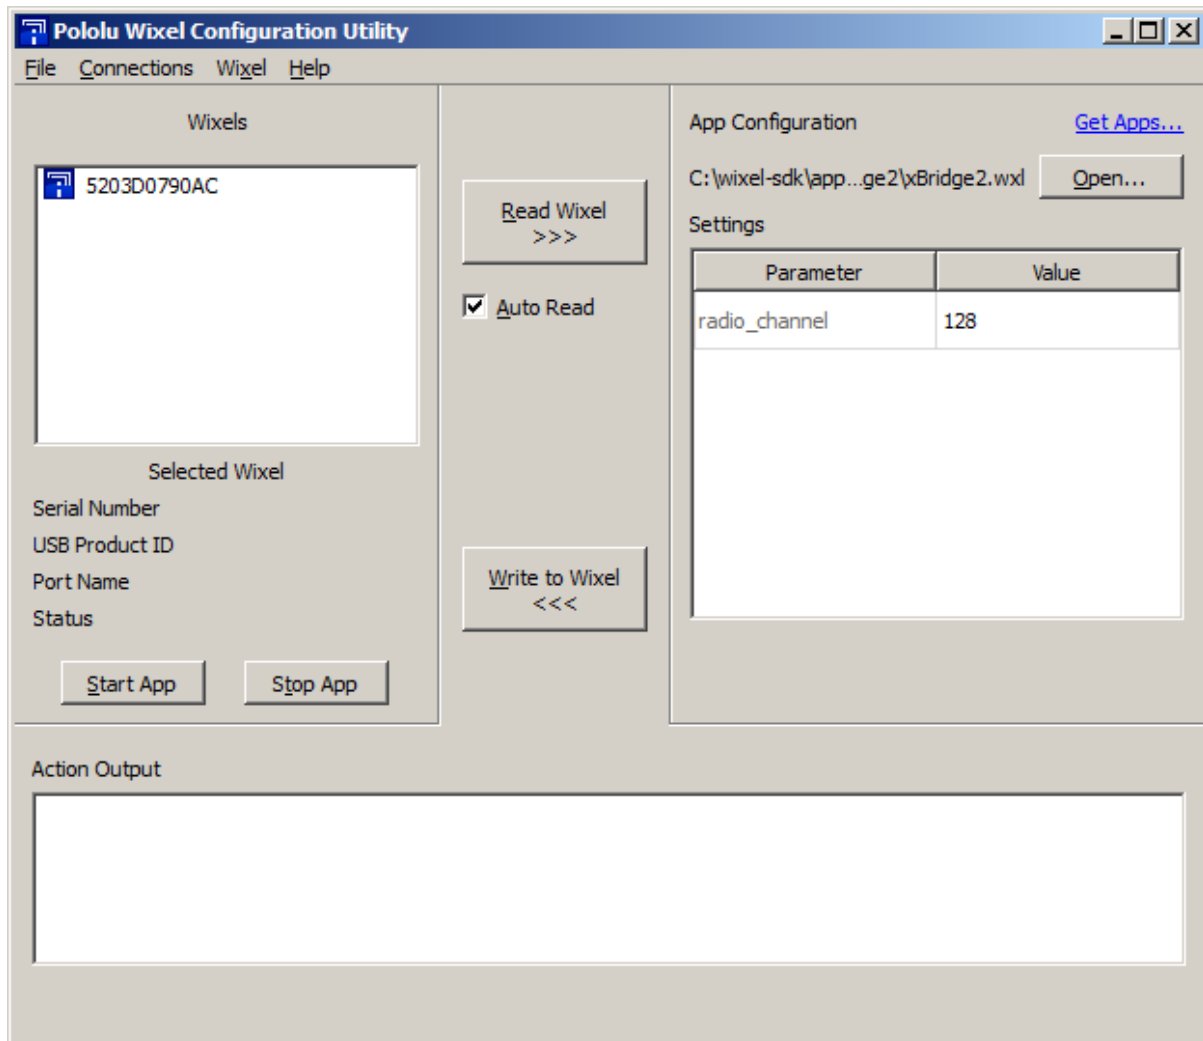 Pololu Wixel Configuration Utility
File Connections Wixel Help
Wixels
5203D0790AC
Selected Wixel
Serial Number
USB Product ID
Port Name
Status
Start App Stop App
Read Wixel
>>>
Auto Read
Write to Wixel
<<<
App Configuration Get Apps...
C:\wixel-sdk\app...ge2\xBridge2.wxl Open...
Settings
Parameter Value
radio_channel 128
Action Output